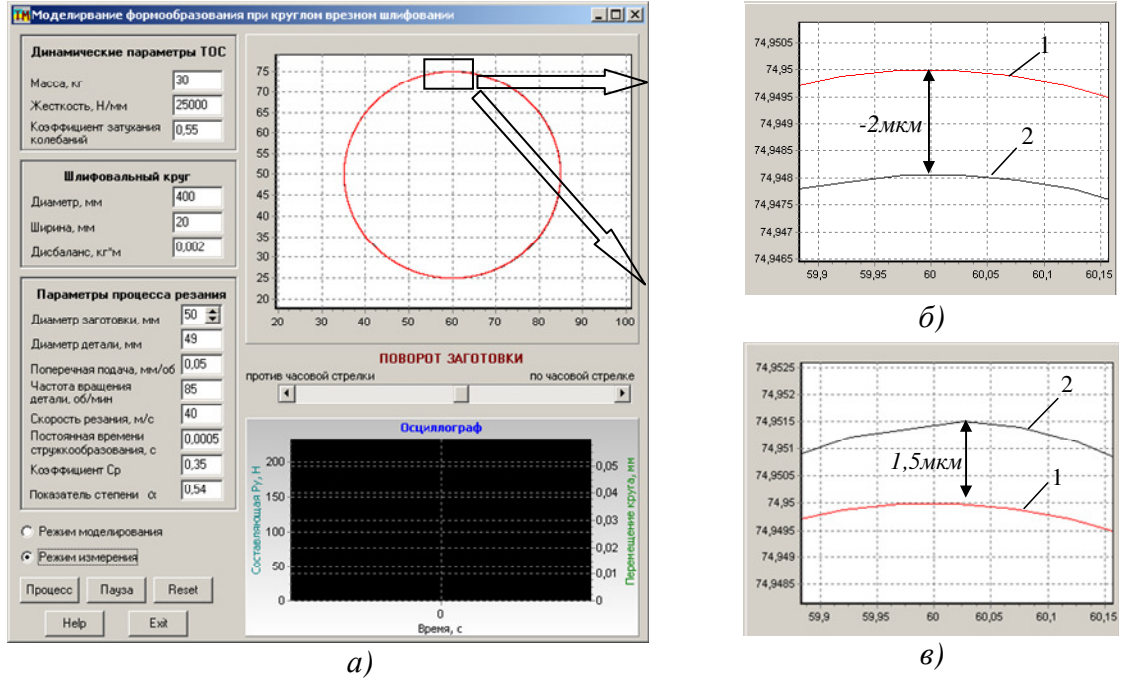 Моделирвание формообразования при круглом врезном шлифовании
Динамические параметры ТОС
Масса, кг 30
Жесткость, Н/мм 25000
Коэффициент затухания
колебаний 0,55
Шлифовальный круг
Диаметр, мм 400
Ширина, мм 20
Дисбаланс, кг*м 0,002
Параметры процесса резания
Диаметр заготовки, мм 50
Диаметр детали, мм 49
Поперечная подача, мм/об 0,05
Частота вращения
детали, об/мин 85
Скорость резания, м/с 40
Постоянная времени
стружкообразования, с 0,0005
Коэффициент Ср 0,35
Показатель степени α 0,54
Режим моделирования
Режим измерения
Процесс Пауза Reset
Help Exit
75
70
65
60
55
50
45
40
35
30
25
20
20 30 40 50 60 70 80 90 100
ПОВОРОТ ЗАГОТОВКИ
против часовой стрелки по часовой стрелке
Осциллограф
Составляющая Py, Н
200
150
100
50
0
0,05
0,04
0,03
0,02
0,01
0
Перемещение круга, мм
0
Время, с
а)
74,9505
74,95
74,9495
74,949
74,9485
74,948
74,9475
74,947
74,9465
1
-2мкм
2
59,9 59,95 60 60,05 60,1 60,15
б)
74,9525
74,952
74,9515
74,951
74,9505
74,95
74,9495
74,949
74,9485
2
1,5мкм
1
59,9 59,95 60 60,05 60,1 60,15
в)